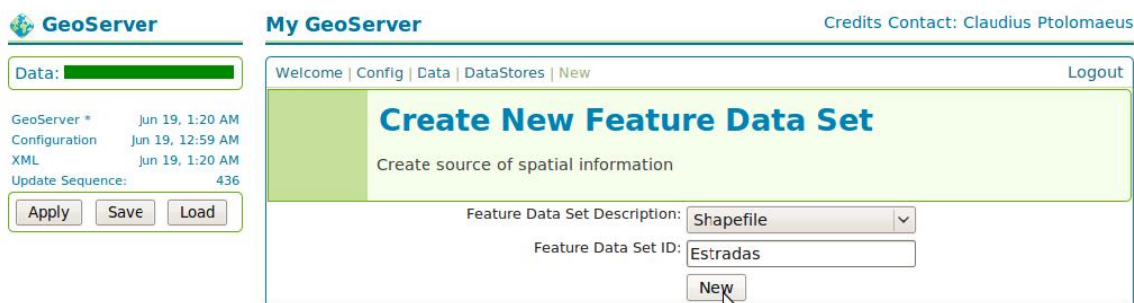 GeoServer
My GeoServer
Credits Contact: Claudius Ptolomaeus
Data:
GeoServer * Jun 19, 1:20 AM
Configuration Jun 19, 12:59 AM
XML Jun 19, 1:20 AM
Update Sequence: 436
Apply Save Load
Welcome | Config | Data | DataStores | New
Logout
Create New Feature Data Set
Create source of spatial information
Feature Data Set Description: Shapefile
Feature Data Set ID: Estradas
New